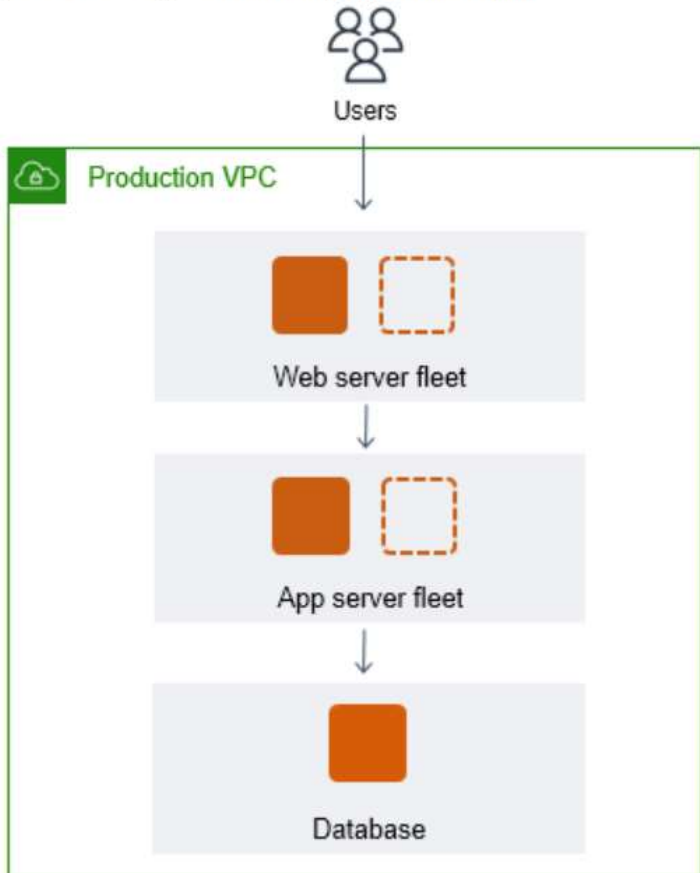 Users
Production VPC
Web server fleet
App server fleet
Database